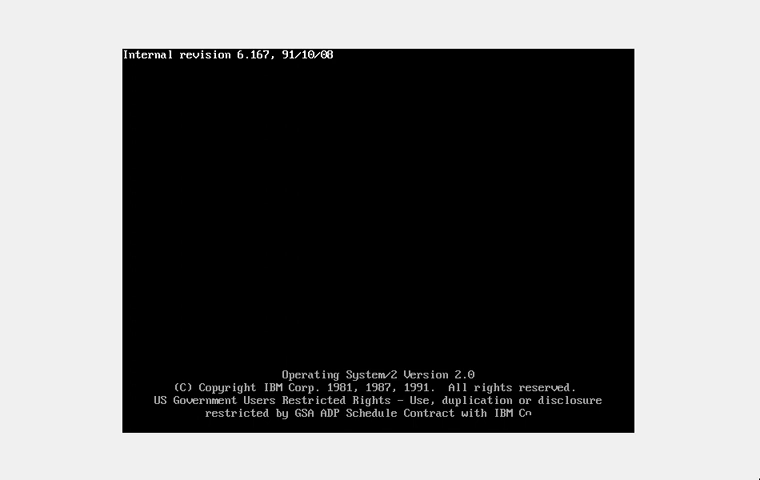 Internal revision 6.167, 91/10/08
Operating System/2 Version 2.0
(C) Copyright IBM Corp. 1981, 1987, 1991.  All rights reserved.
US Government Users Restricted Rights - Use, duplication or disclosure
restricted by GSA ADP Schedule Contract with IBM